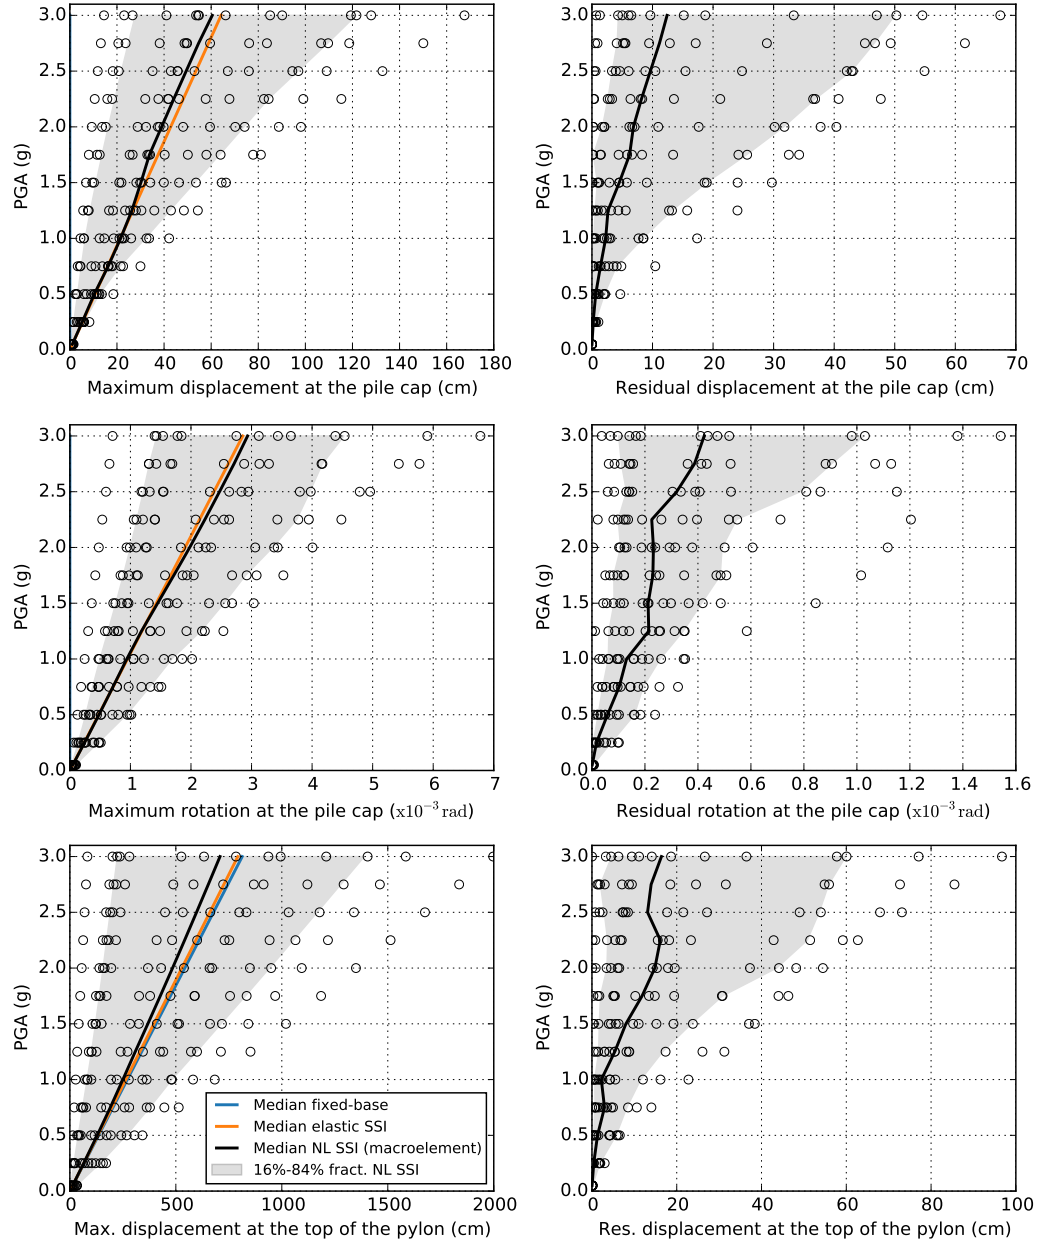 3.0
2.5
2.0
1.5
1.0
0.5
0.0
PGA (g)
0 20 40 60 80 100 120 140 160 180
Maximum displacement at the pile cap (cm)
3.0
2.5
2.0
1.5
1.0
0.5
0.0
PGA (g)
0 10 20 30 40 50 60 70
Residual displacement at the pile cap (cm)
3.0
2.5
2.0
1.5
1.0
0.5
0.0
PGA (g)
0 1 2 3 4 5 6 7
Maximum rotation at the pile cap (x10⁻³ rad)
3.0
2.5
2.0
1.5
1.0
0.5
0.0
PGA (g)
0.0 0.2 0.4 0.6 0.8 1.0 1.2 1.4 1.6
Residual rotation at the pile cap (x10⁻³ rad)
3.0
2.5
2.0
1.5
1.0
0.5
0.0
PGA (g)
Median fixed-base
Median elastic SSI
Median NL SSI (macroelement)
16%-84% fract. NL SSI
0 500 1000 1500 2000
Max. displacement at the top of the pylon (cm)
3.0
2.5
2.0
1.5
1.0
0.5
0.0
PGA (g)
0 20 40 60 80 100
Res. displacement at the top of the pylon (cm)